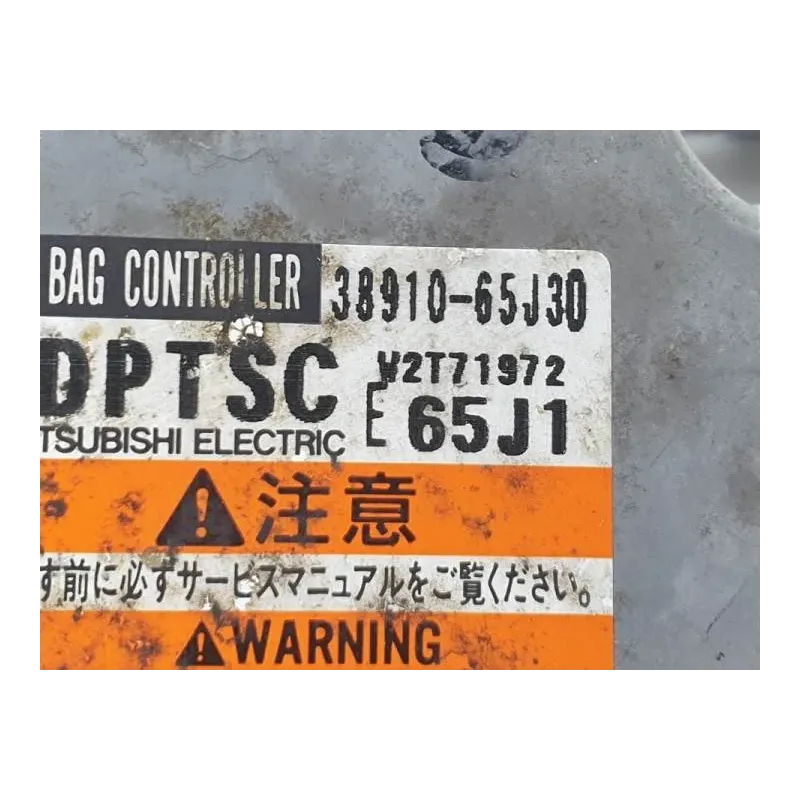 BAG CONTROLLER 38910-65J30
DPTSC W2T71972
TSUBISHI ELECTRIC E 65J1
注意
す前に必ずサービスマニュアルをご覧ください。
WARNING